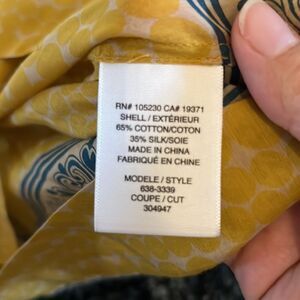 RN# 105230 CA# 19371
SHELL / EXTÉRIEUR
65% COTTON/COTON
35% SILK/SOIE
MADE IN CHINA
FABRIQUÉ EN CHINE
MODELE / STYLE
638-3339
COUPE / CUT
304947